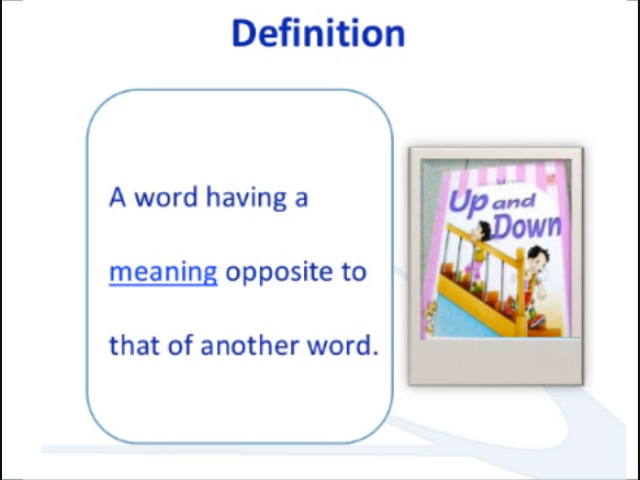 Definition
A word having a
meaning opposite to
that of another word.
Up and
Down